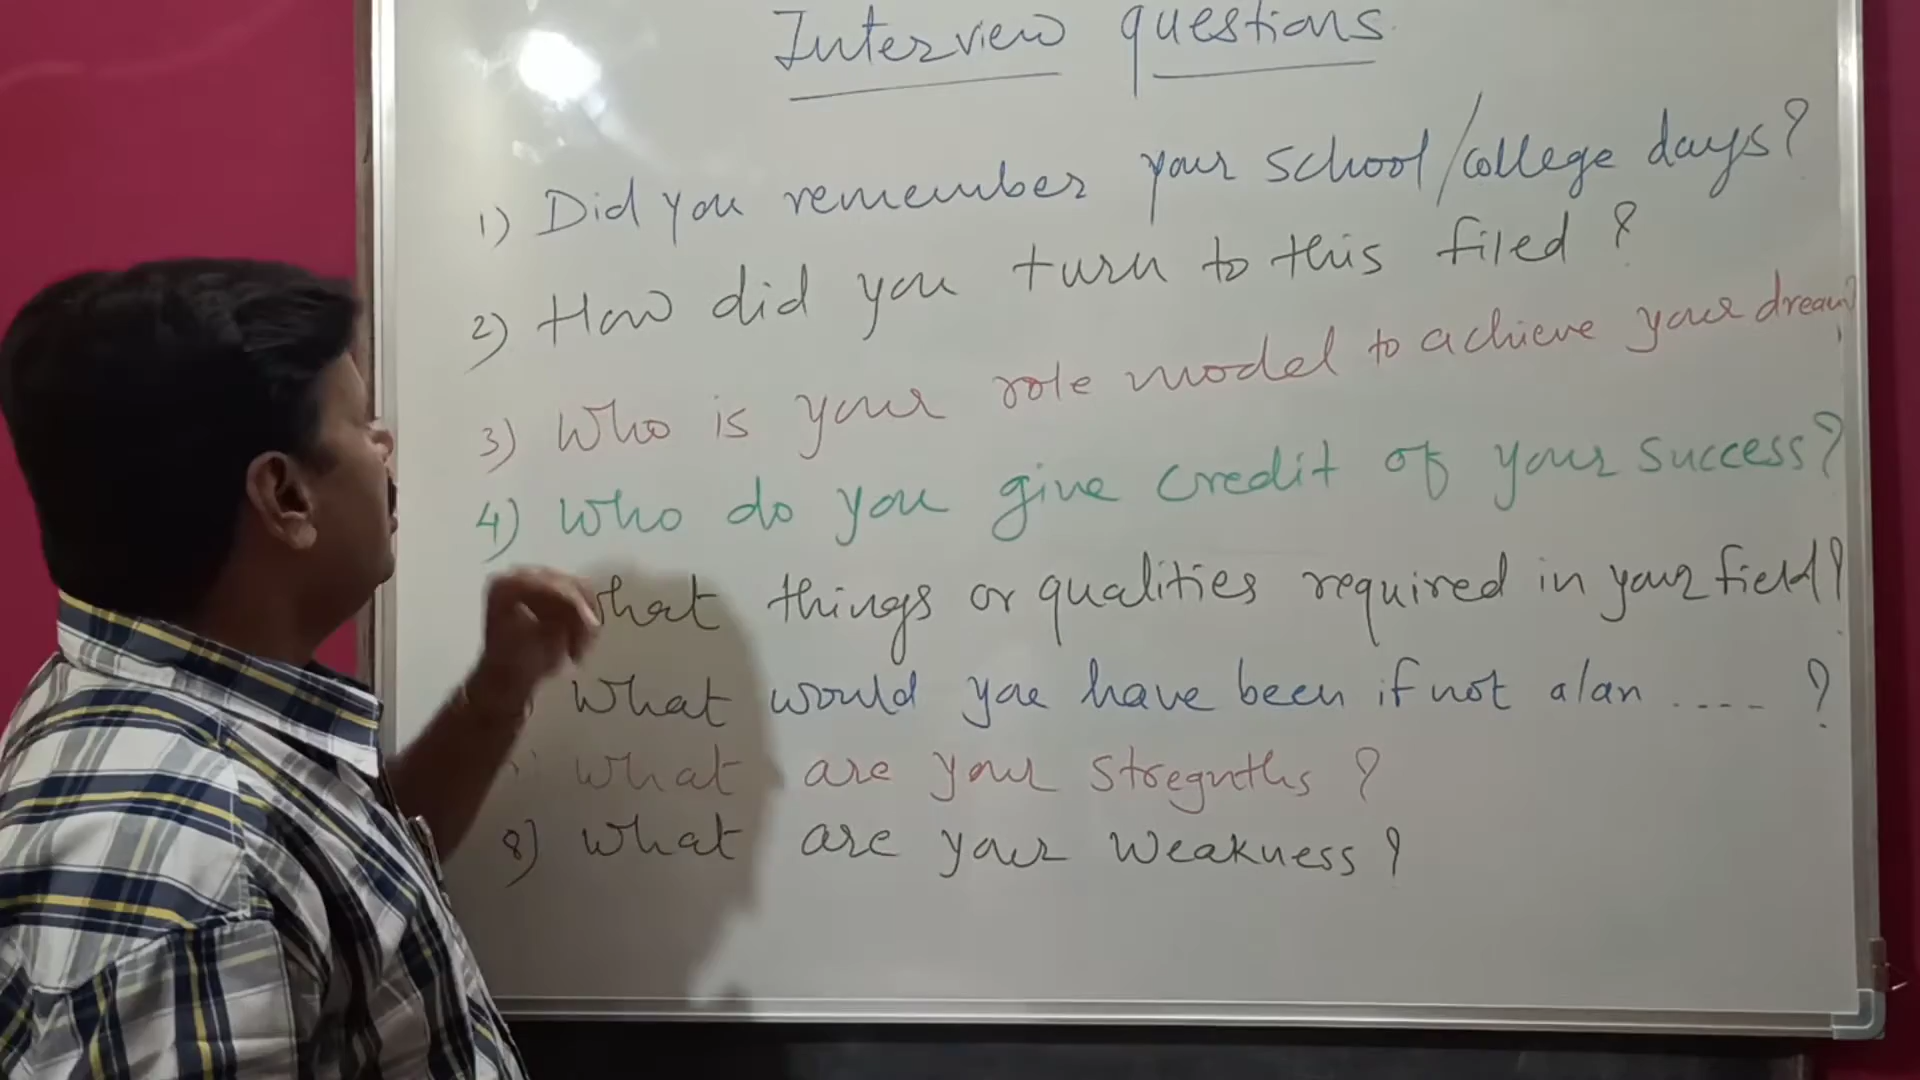 Interview questions
1) Did you remember your school/college days?
2) How did you turn to this filed ?
3) Who is your role model to achieve your dream?
4) Who do you give credit of your success?
What things or qualities required in your field?
What would you have been if not a/an .... ?
What are your stregnths ?
8) What are your weakness ?